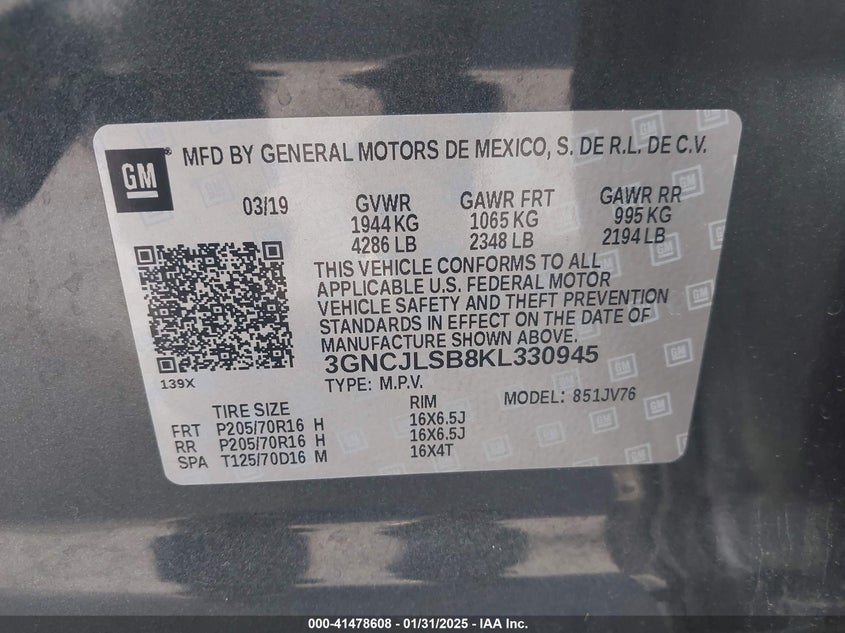 GM
MFD BY GENERAL MOTORS DE MEXICO, S. DE R.L. DE C.V.
03/19 GVWR GAWR FRT GAWR RR
1944 KG 1065 KG 995 KG
4286 LB 2348 LB 2194 LB
THIS VEHICLE CONFORMS TO ALL
APPLICABLE U.S. FEDERAL MOTOR
VEHICLE SAFETY AND THEFT PREVENTION
STANDARDS IN EFFECT ON THE DATE OF
MANUFACTURE SHOWN ABOVE.
3GNCJLSB8KL330945
139X TYPE: M.P.V. MODEL: 851JV76
TIRE SIZE RIM
FRT P205/70R16 H 16X6.5J
RR P205/70R16 H 16X6.5J
SPA T125/70D16 M 16X4T
000-41478608 - 01/31/2025 - IAA Inc.